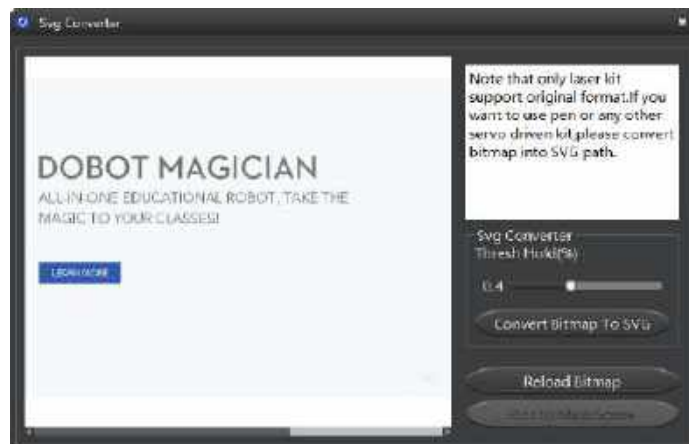 Svg Converter
DOBOT MAGICIAN
ALL-IN-ONE EDUCATIONAL ROBOT, TAKE THE
MAGIC TO YOUR CLASSES!
LEARN MORE
Note that only laser kit
support original format.If you
want to use pen or any other
servo driven kit,please convert
bitmap into SVG path.
Svg Converter
Thresh Hold(%)
0.4
Convert Bitmap To SVG
Reload Bitmap